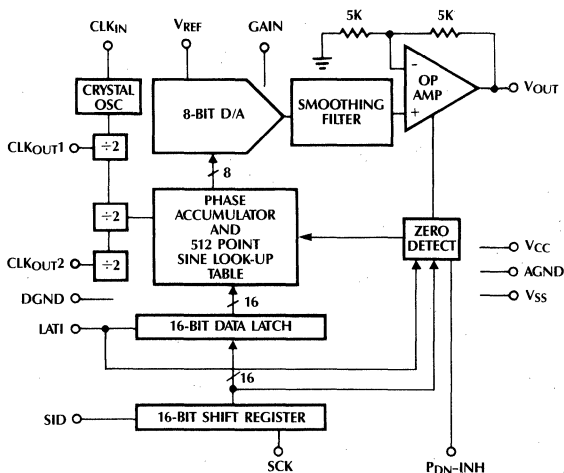 CLKIN
VREF
GAIN
5K
5K
CRYSTAL
OSC
8-BIT D/A
SMOOTHING
FILTER
−
OP
AMP
+
VOUT
CLKOUT1
÷2
8
÷2
PHASE
ACCUMULATOR
AND
512 POINT
SINE LOOK-UP
TABLE
ZERO
DETECT
VCC
AGND
VSS
CLKOUT2
÷2
DGND
16
LATI
16-BIT DATA LATCH
16
SID
16-BIT SHIFT REGISTER
SCK
PDN-INH